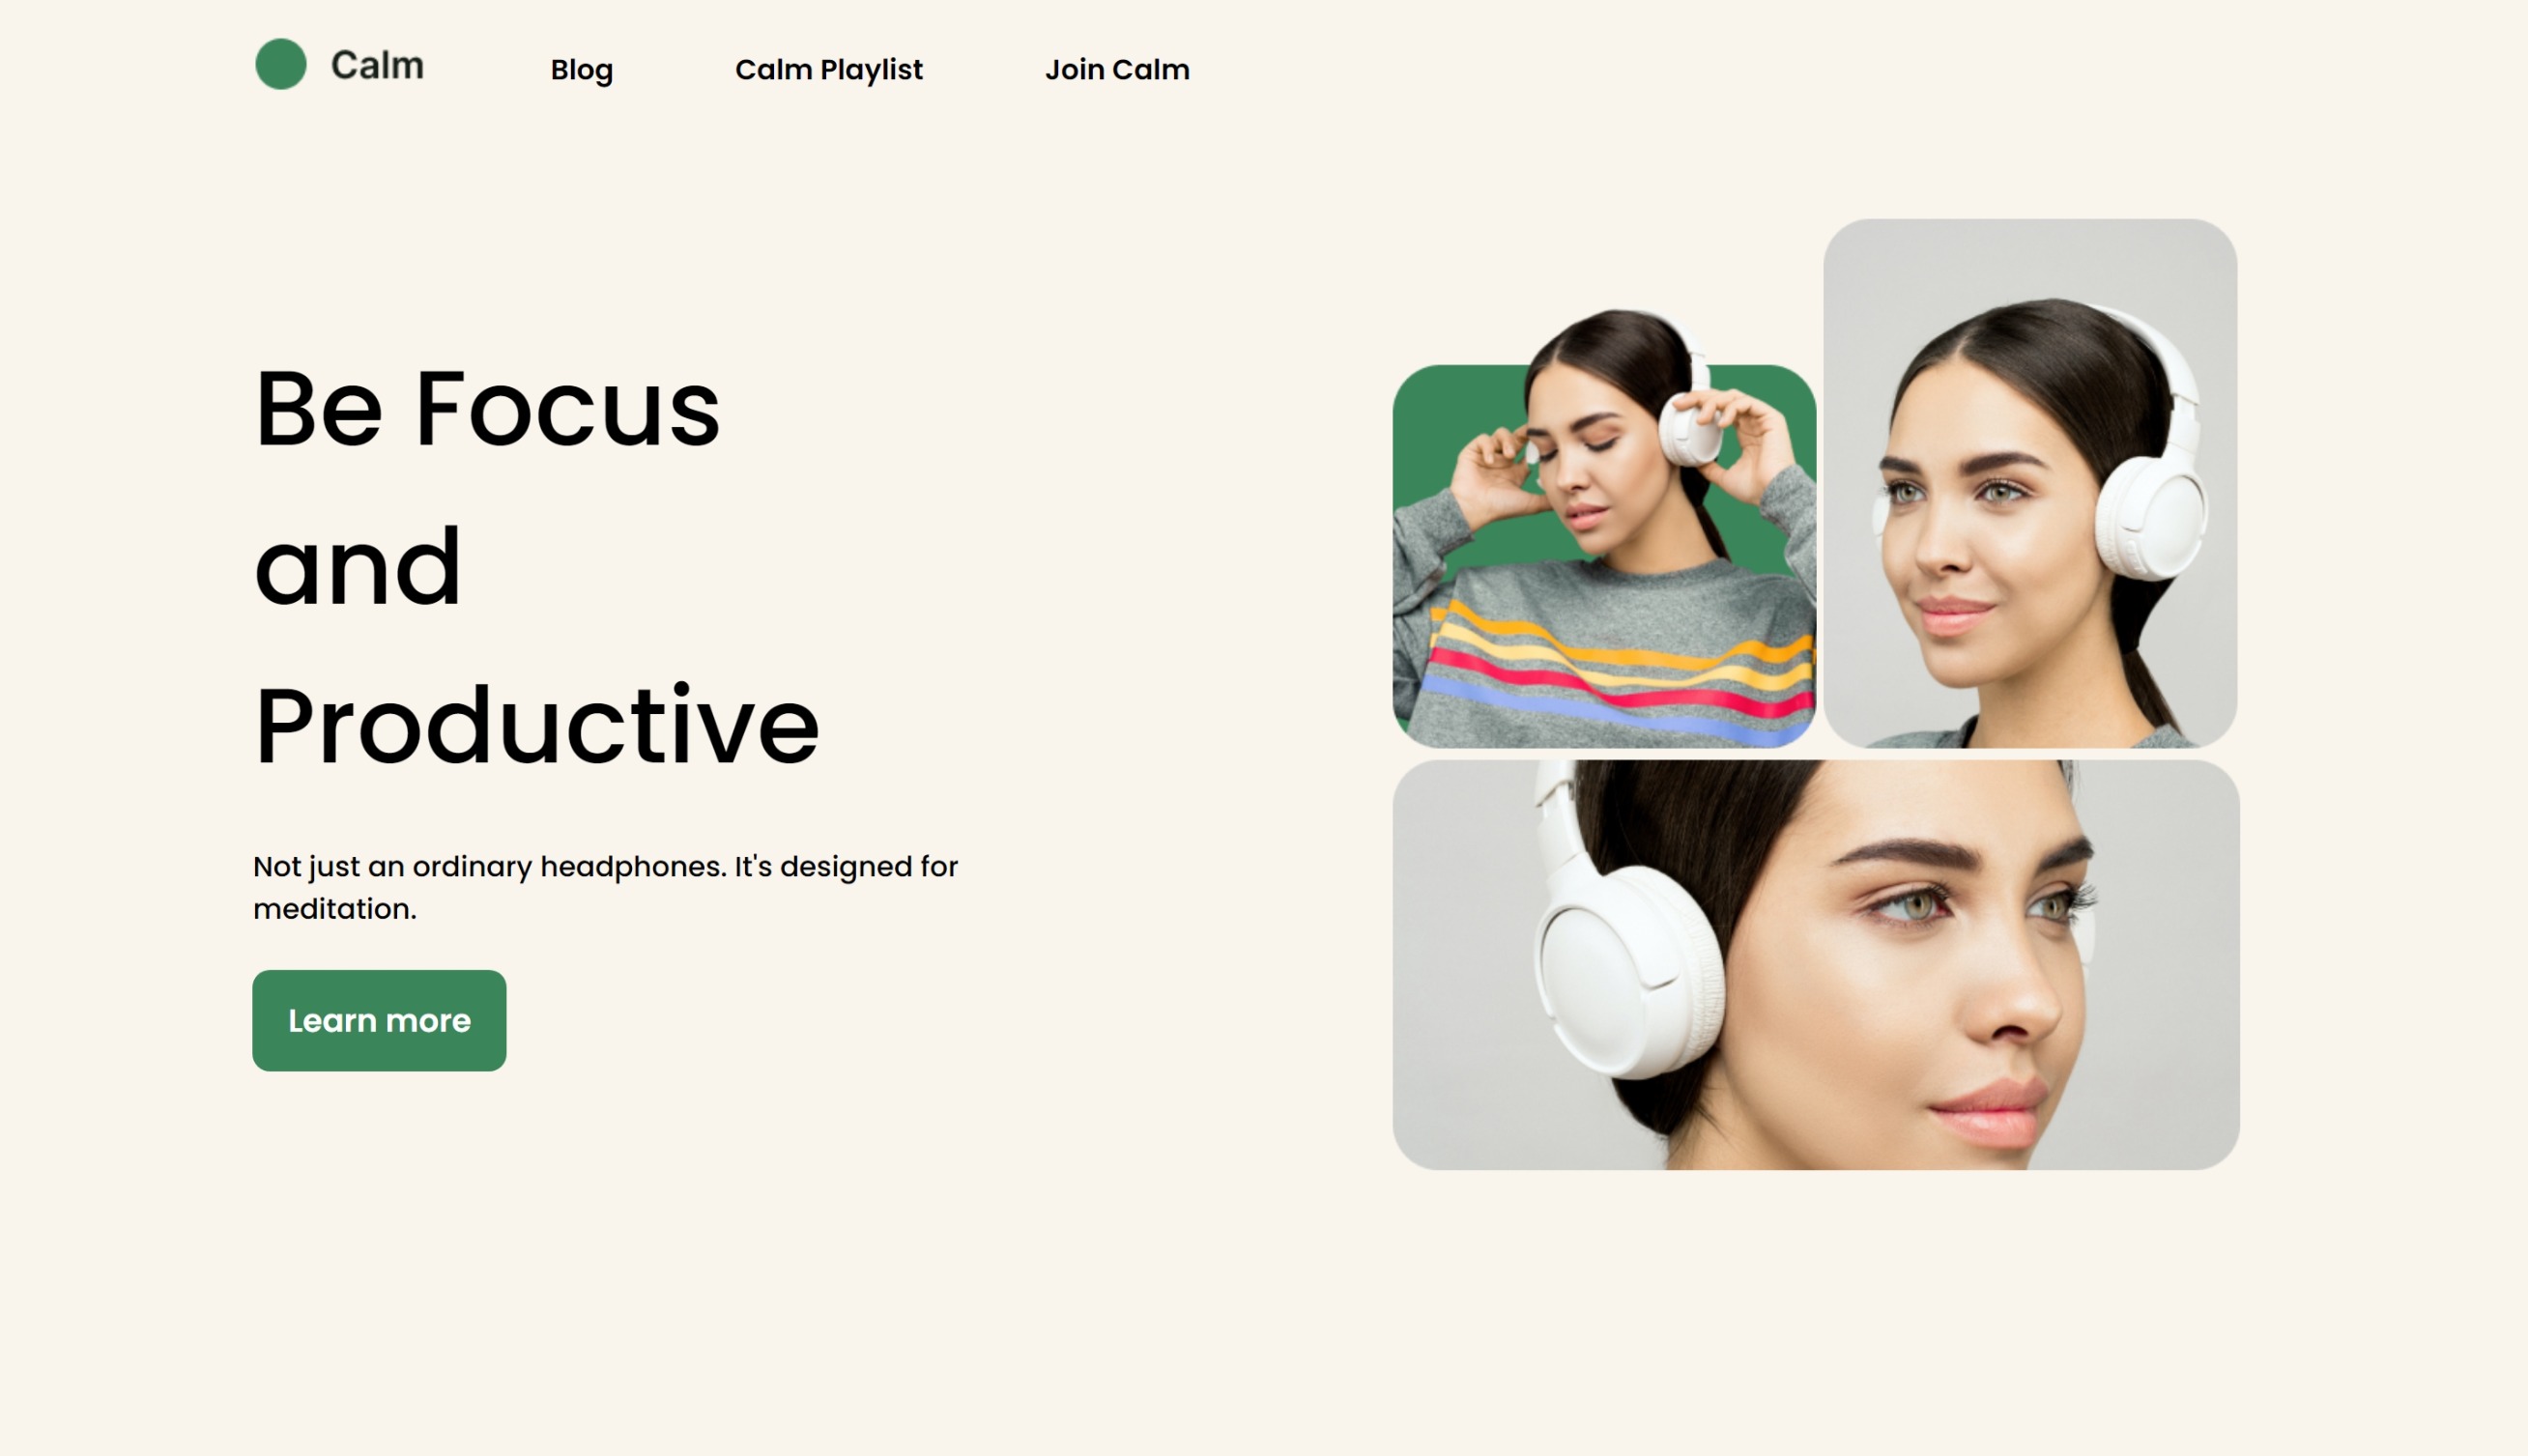 Calm
Blog
Calm Playlist
Join Calm
Be Focus
and
Productive
Not just an ordinary headphones. It's designed for
meditation.
Learn more